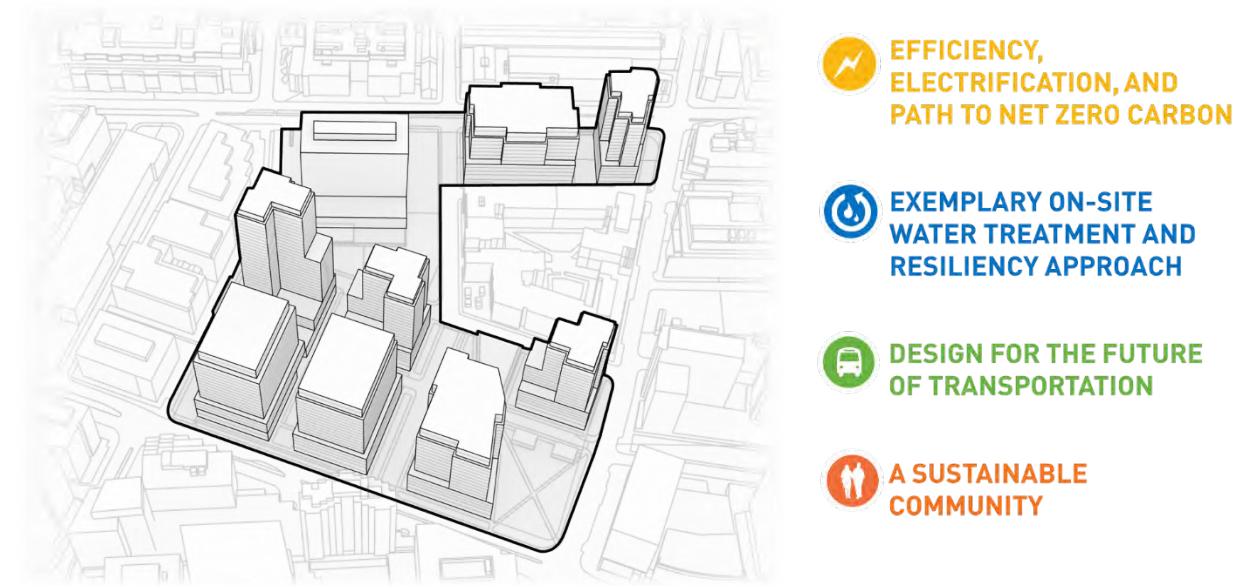 EFFICIENCY,
ELECTRIFICATION, AND
PATH TO NET ZERO CARBON
EXEMPLARY ON-SITE
WATER TREATMENT AND
RESILIENCY APPROACH
DESIGN FOR THE FUTURE
OF TRANSPORTATION
A SUSTAINABLE
COMMUNITY